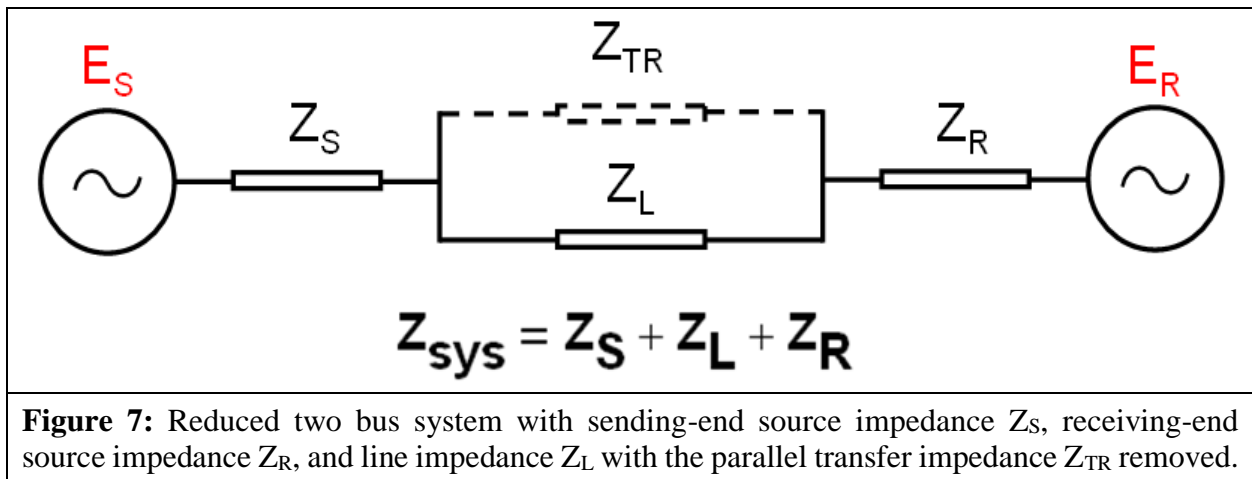 E_S
Z_TR
E_R
Z_S
Z_R
Z_L
Z_sys = Z_S + Z_L + Z_R
Figure 7: Reduced two bus system with sending-end source impedance Z_S, receiving-end
source impedance Z_R, and line impedance Z_L with the parallel transfer impedance Z_TR removed.